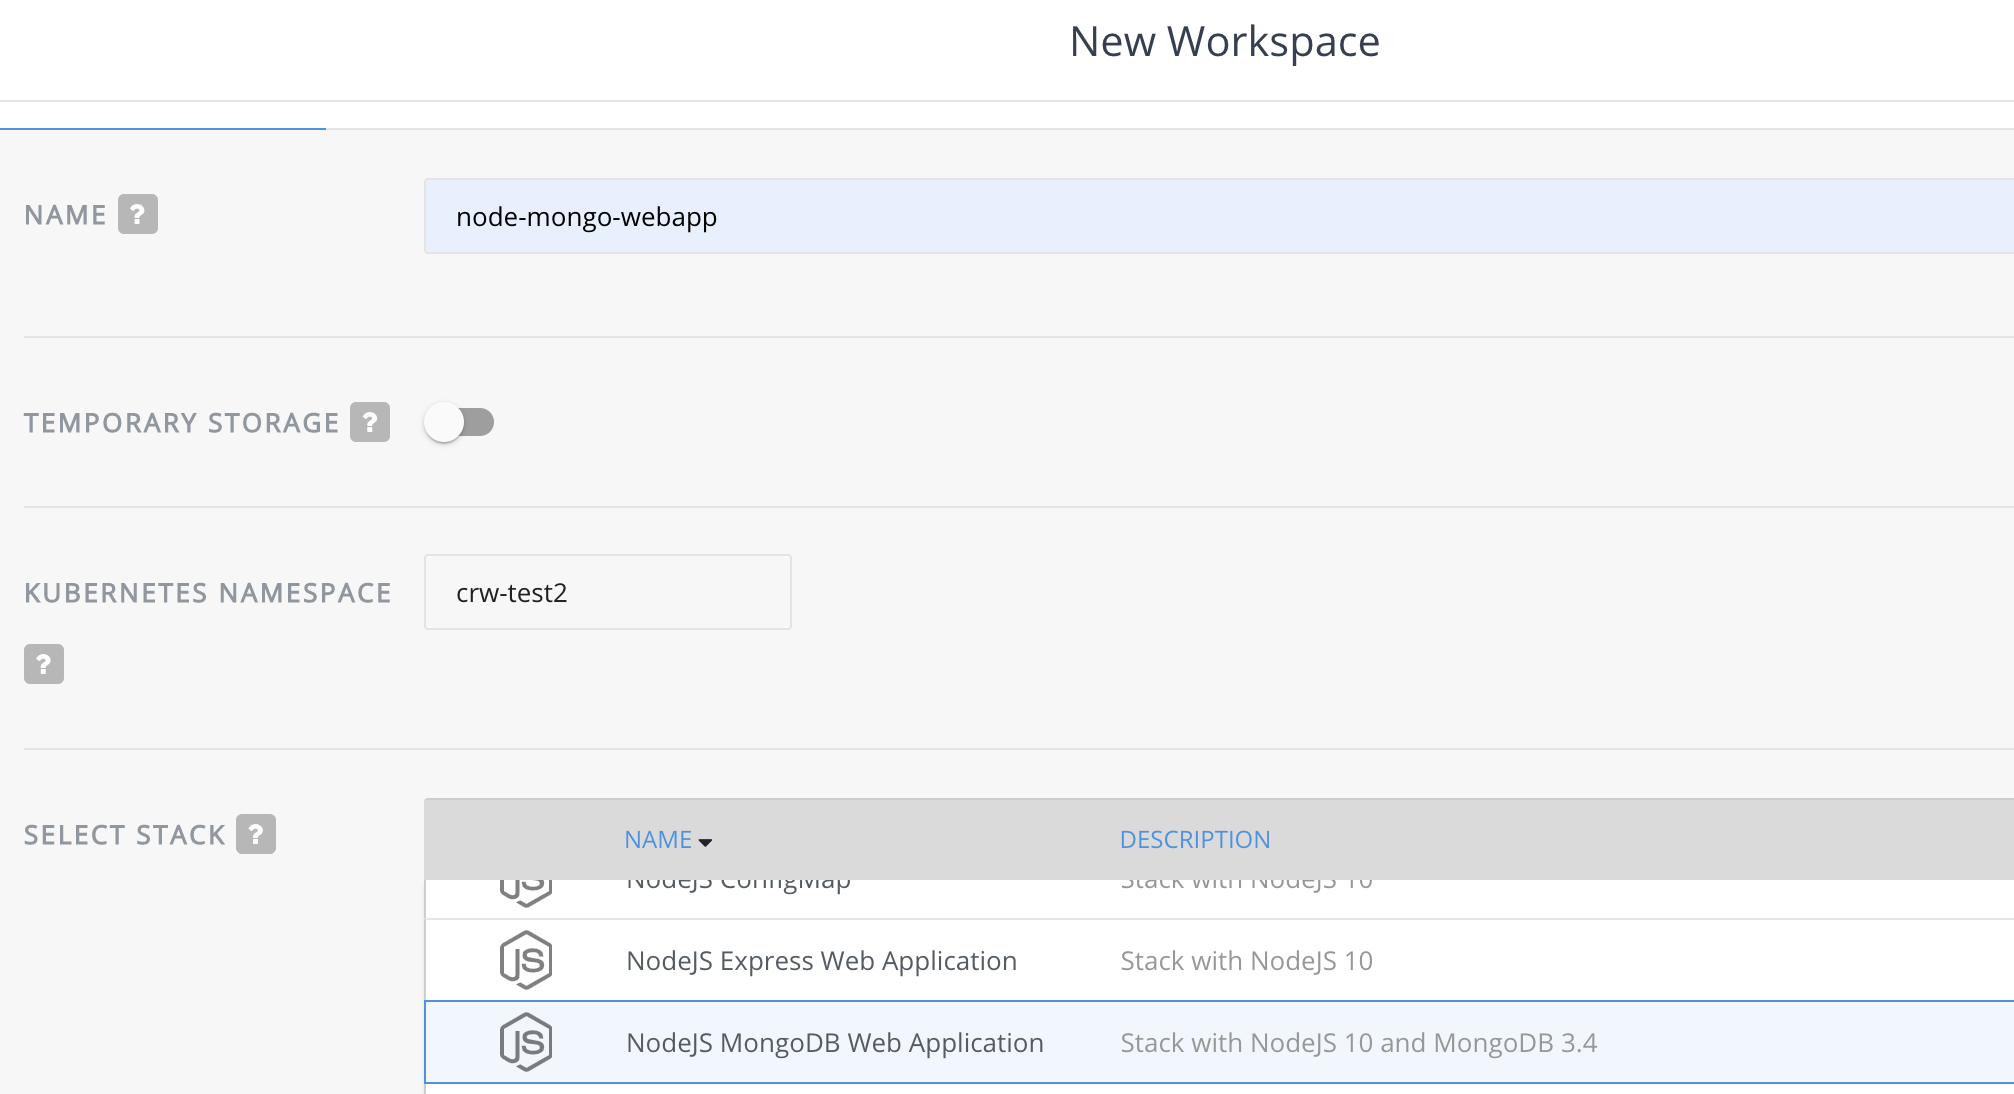 New Workspace
NAME ?
node-mongo-webapp
TEMPORARY STORAGE ?
KUBERNETES NAMESPACE
crw-test2
?
SELECT STACK ?
NAME DESCRIPTION
NodeJS ConfigMap Stack with NodeJS 10
JS NodeJS Express Web Application Stack with NodeJS 10
JS NodeJS MongoDB Web Application Stack with NodeJS 10 and MongoDB 3.4